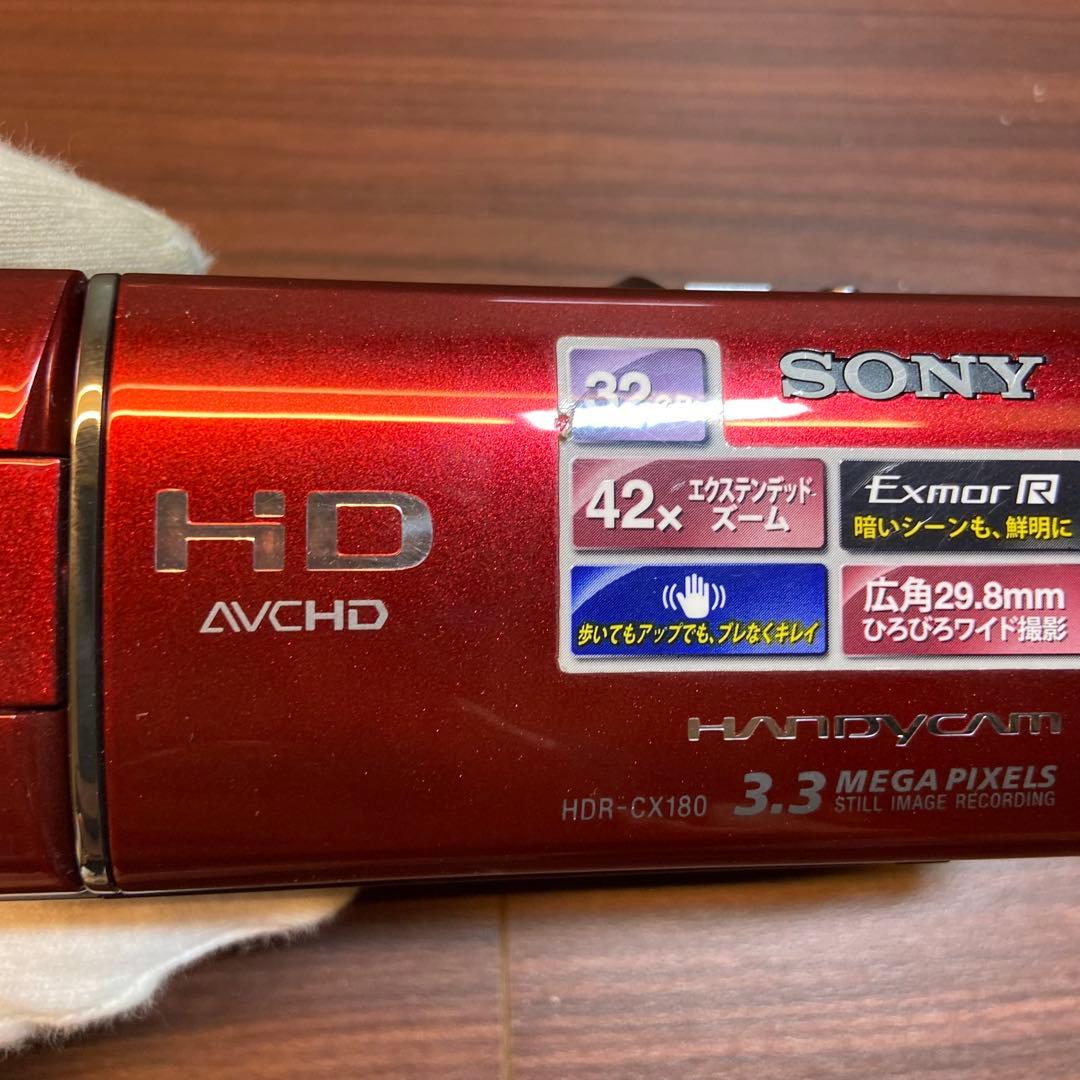 SONY
32GB
42x エクステンデッド
ズーム
Exmor R
暗いシーンも、鮮明に
歩いてもアップでも、ブレなくキレイ
広角29.8mm
ひろびろワイド撮影
HD
AVCHD
HANDYCAM
HDR-CX180 3.3 MEGA PIXELS
STILL IMAGE RECORDING